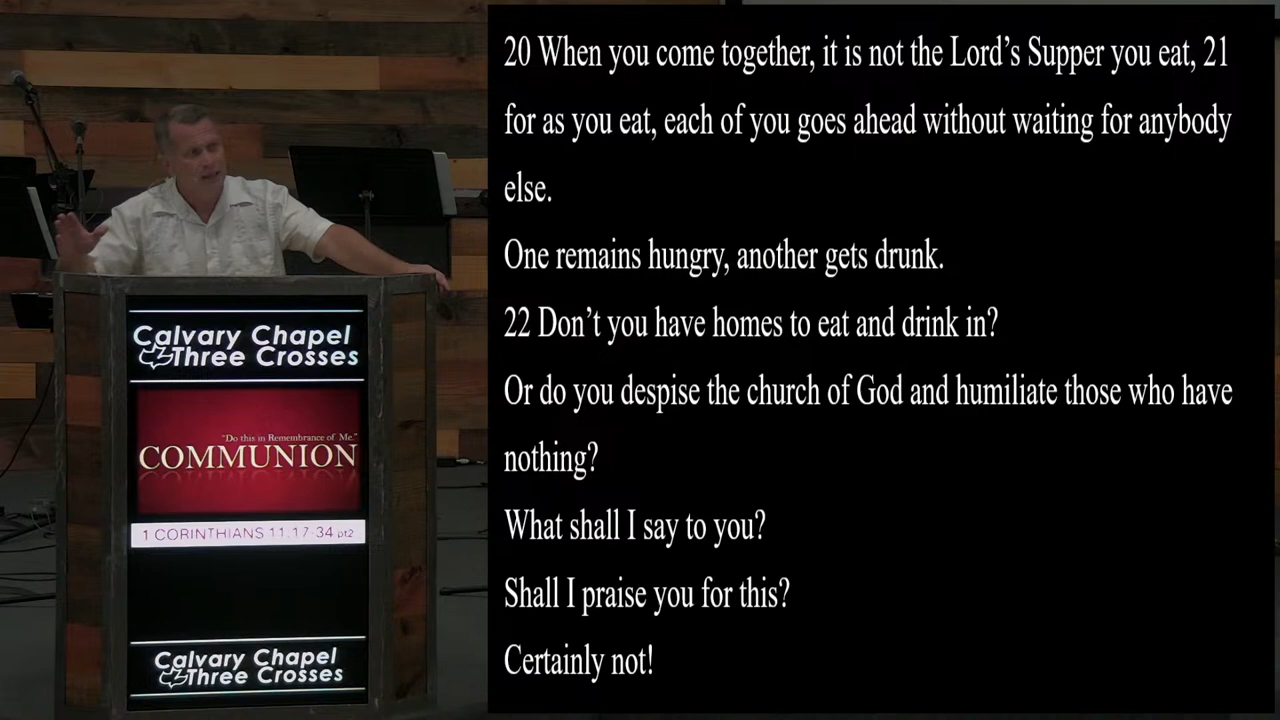 20 When you come together, it is not the Lord’s Supper you eat, 21
for as you eat, each of you goes ahead without waiting for anybody
else.
One remains hungry, another gets drunk.
22 Don’t you have homes to eat and drink in?
Or do you despise the church of God and humiliate those who have
nothing?
What shall I say to you?
Shall I praise you for this?
Certainly not!
Calvary Chapel
Three Crosses
"Do this in Remembrance of Me."
COMMUNION
1 CORINTHIANS 11:17-34 pt2
Calvary Chapel
Three Crosses